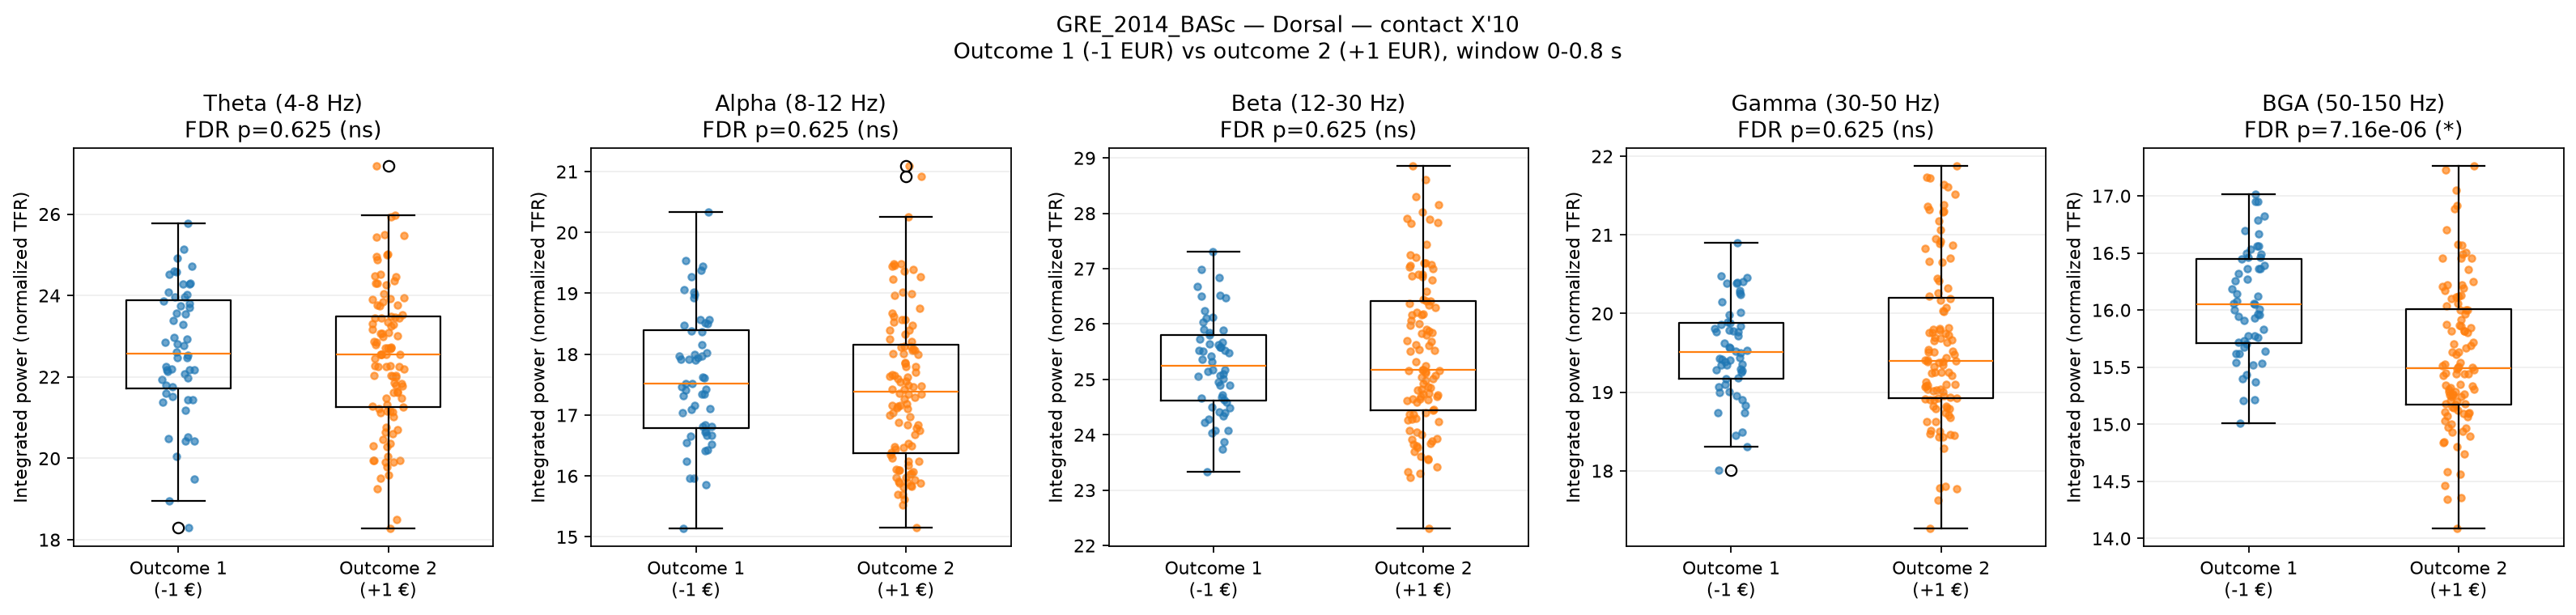 GRE_2014_BASc — Dorsal — contact X'10
Outcome 1 (-1 EUR) vs outcome 2 (+1 EUR), window 0-0.8 s
Theta (4-8 Hz)
FDR p=0.625 (ns)
Integrated power (normalized TFR)
26
24
22
20
18
Outcome 1
(-1 €)
Outcome 2
(+1 €)
Alpha (8-12 Hz)
FDR p=0.625 (ns)
Integrated power (normalized TFR)
21
20
19
18
17
16
15
Outcome 1
(-1 €)
Outcome 2
(+1 €)
Beta (12-30 Hz)
FDR p=0.625 (ns)
Integrated power (normalized TFR)
29
28
27
26
25
24
23
22
Outcome 1
(-1 €)
Outcome 2
(+1 €)
Gamma (30-50 Hz)
FDR p=0.625 (ns)
Integrated power (normalized TFR)
22
21
20
19
18
Outcome 1
(-1 €)
Outcome 2
(+1 €)
BGA (50-150 Hz)
FDR p=7.16e-06 (*)
Integrated power (normalized TFR)
17.0
16.5
16.0
15.5
15.0
14.5
14.0
Outcome 1
(-1 €)
Outcome 2
(+1 €)